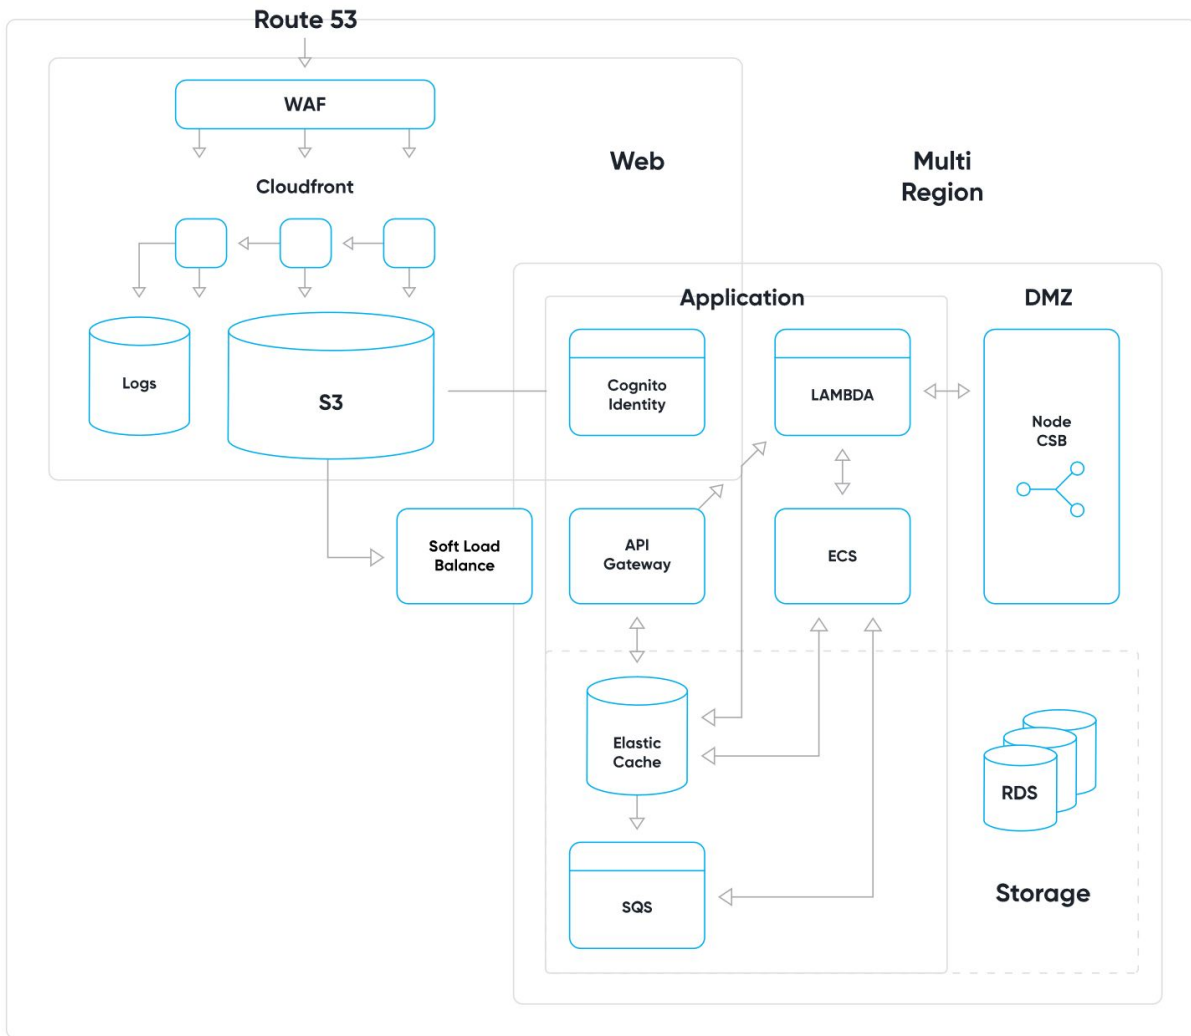 Route 53
WAF
Web
Multi
Region
Cloudfront
Application
DMZ
Logs
S3
Cognito
Identity
LAMBDA
Node
CSB
Soft Load
Balance
API
Gateway
ECS
Elastic
Cache
RDS
Storage
SQS